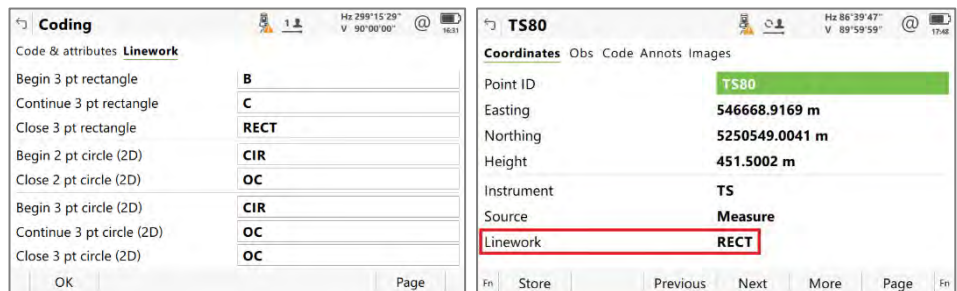 Coding
1
Hz 299°15'29"
V 90°00'00"
@
16:31
Code & attributes Linework
Begin 3 pt rectangle B
Continue 3 pt rectangle C
Close 3 pt rectangle RECT
Begin 2 pt circle (2D) CIR
Close 2 pt circle (2D) OC
Begin 3 pt circle (2D) CIR
Continue 3 pt circle (2D) OC
Close 3 pt circle (2D) OC
OK Page
TS80
Hz 86°39'47"
V 89°59'59"
@
17:48
Coordinates Obs Code Annots Images
Point ID TS80
Easting 546668.9169 m
Northing 5250549.0041 m
Height 451.5002 m
Instrument TS
Source Measure
Linework RECT
Fn Store Previous Next More Page Fn